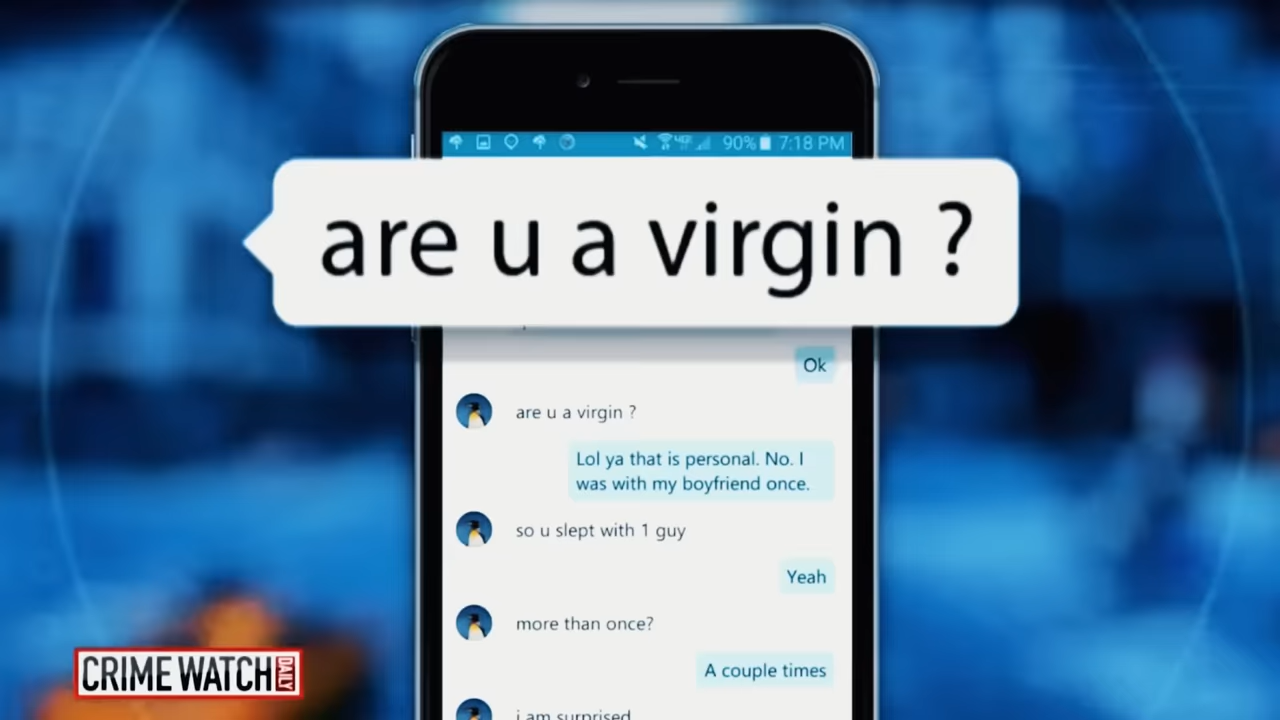 90% 7:18 PM
are u a virgin ?
Ok
are u a virgin ?
Lol ya that is personal. No. I
was with my boyfriend once.
so u slept with 1 guy
Yeah
more than once?
A couple times
i am surprised
CRIME WATCH DAILY